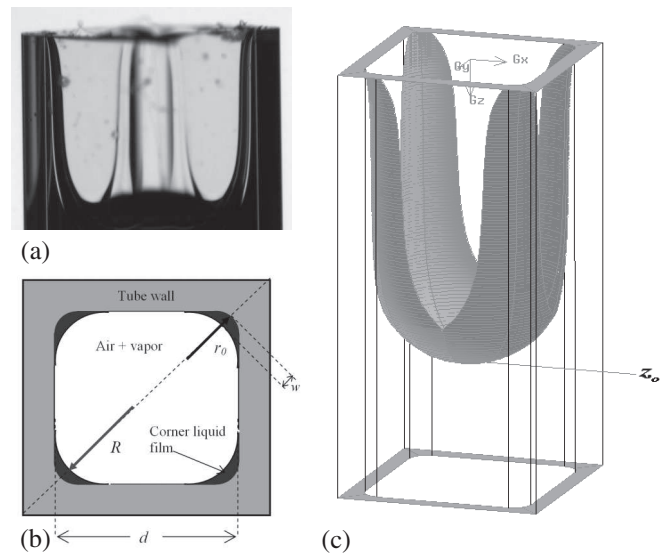 (a)
Tube wall
Air + vapor
r0
w
R
Corner liquid
film
d
(b)
Gx
Gy
Gz
zo
(c)